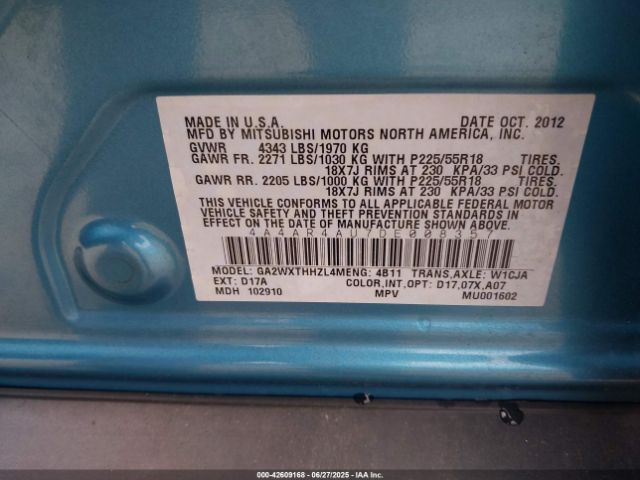 MADE IN U.S.A. DATE OCT. 2012
MFD BY MITSUBISHI MOTORS NORTH AMERICA, INC.
GVWR 4343 LBS/1970 KG
GAWR FR. 2271 LBS/1030 KG WITH P225/55R18 TIRES.
18X7J RIMS AT 230 KPA/33 PSI COLD.
GAWR RR. 2205 LBS/1000 KG WITH P225/55R18 TIRES.
18X7J RIMS AT 230 KPA/33 PSI COLD.
THIS VEHICLE CONFORMS TO ALL APPLICABLE FEDERAL MOTOR
VEHICLE SAFETY AND THEFT PREVENTION STANDARDS IN
EFFECT ON THE DATE OF MANUFACTURE SHOWN ABOVE.
MODEL: GA2WXTHHZL4MENG: 4B11 TRANS,AXLE: W1CJA
EXT: D17A COLOR,INT,OPT: D17,07X,A07
MDH 102910 MPV MU001602
000-42609168 - 06/27/2025 - IAA Inc.